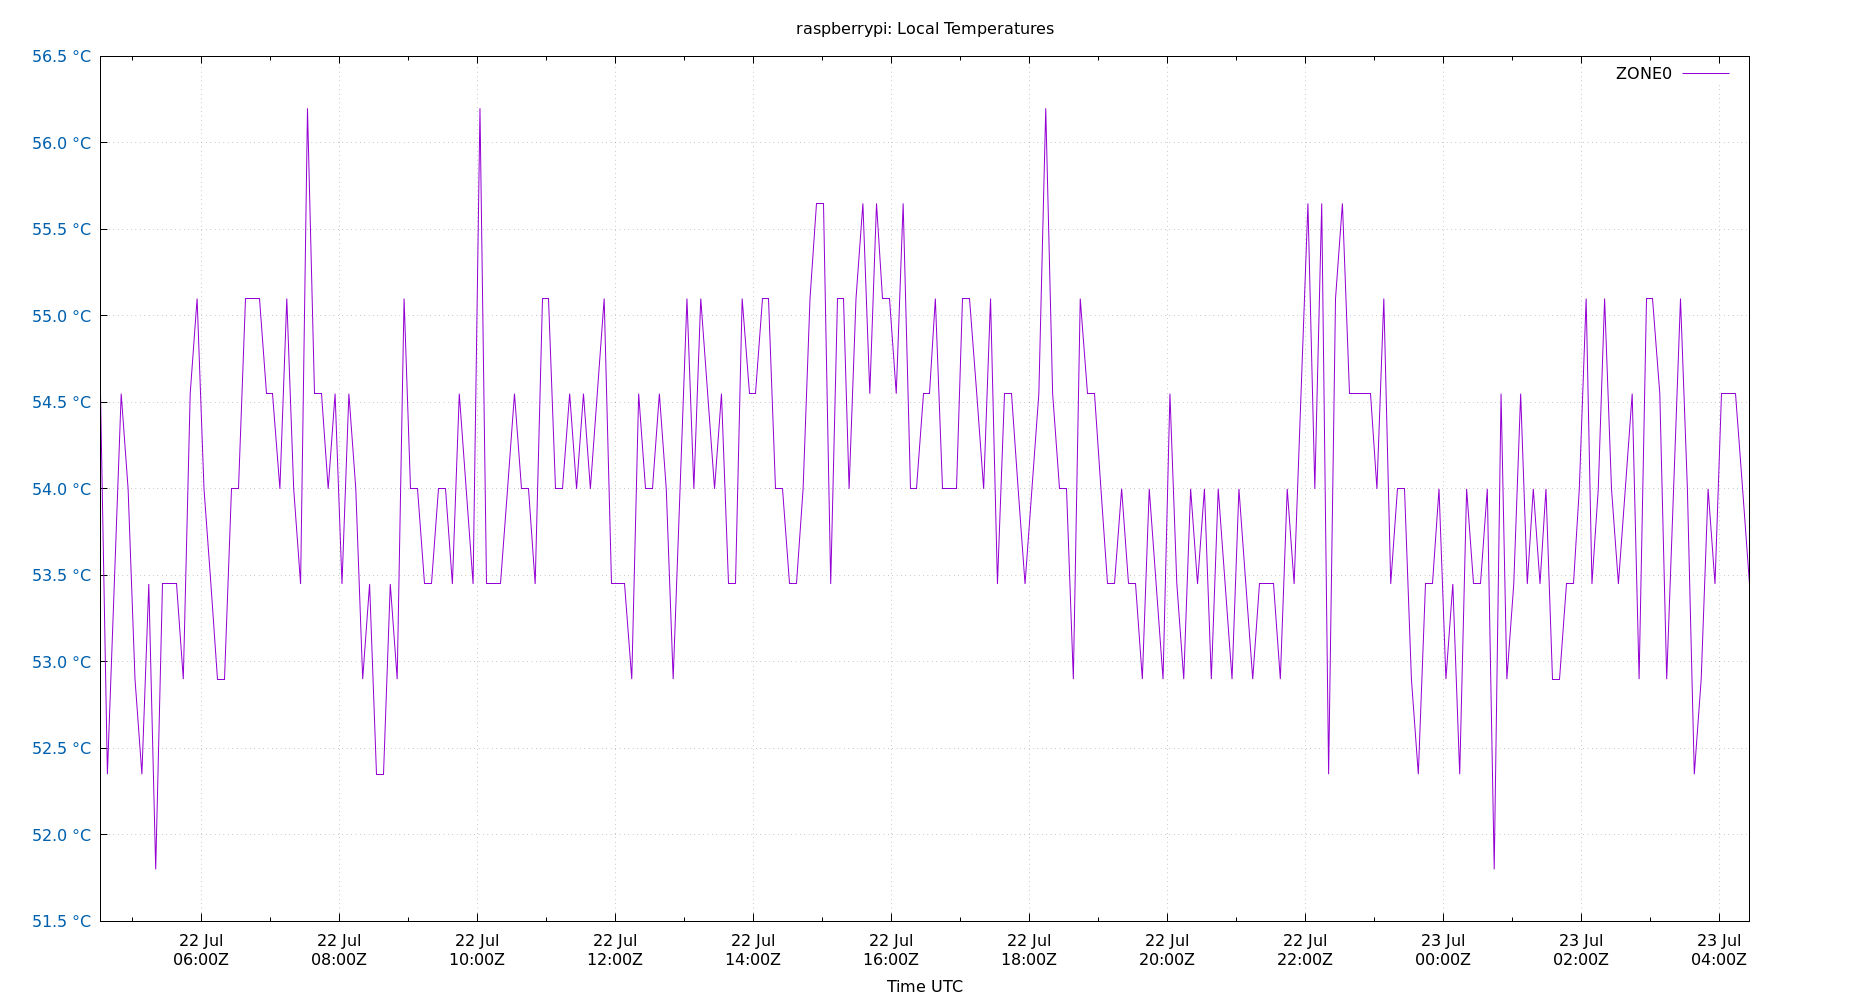 raspberrypi: Local Temperatures
56.5 °C
ZONE0
56.0 °C
55.5 °C
55.0 °C
54.5 °C
54.0 °C
53.5 °C
53.0 °C
52.5 °C
52.0 °C
51.5 °C
22 Jul 22 Jul 22 Jul 22 Jul 22 Jul 22 Jul 22 Jul 22 Jul 22 Jul 23 Jul 23 Jul 23 Jul
06:00Z 08:00Z 10:00Z 12:00Z 14:00Z 16:00Z 18:00Z 20:00Z 22:00Z 00:00Z 02:00Z 04:00Z
Time UTC